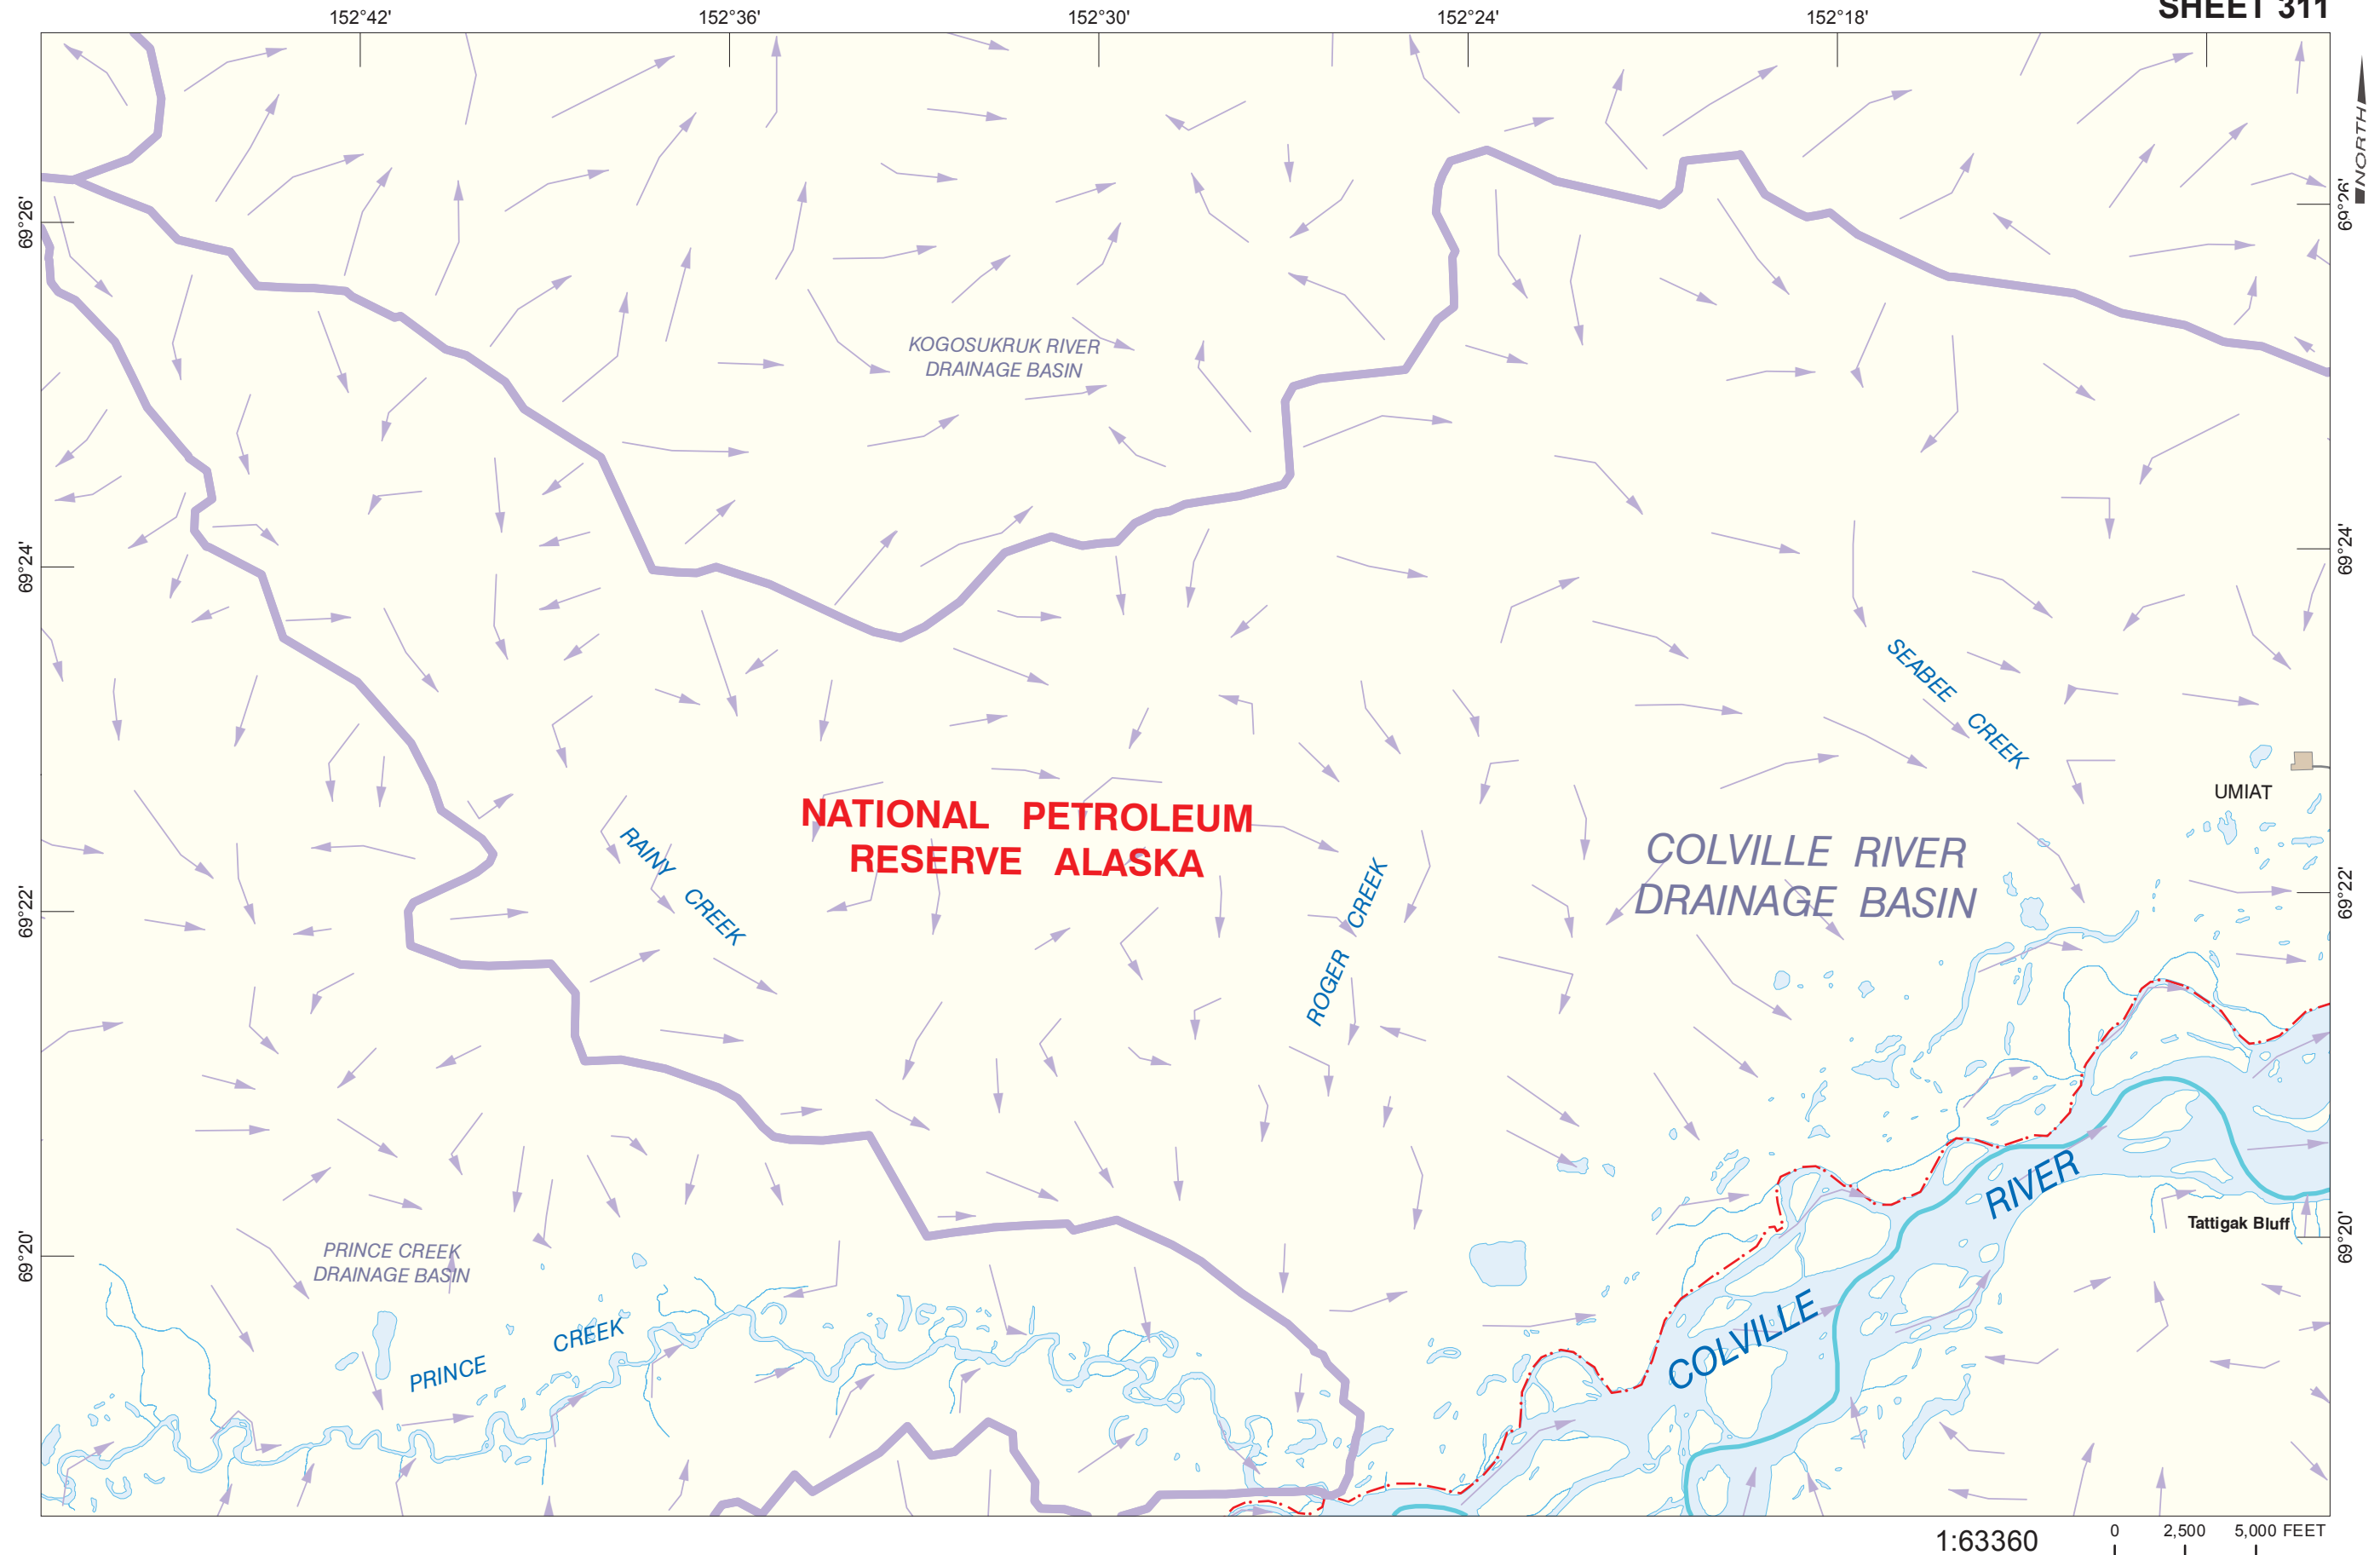 SHEET 311
152°42' 152°36' 152°30' 152°24' 152°18'
NORTH
69°26' 69°26'
KOGOSUKRUK RIVER
DRAINAGE BASIN
69°24' 69°24'
SEABEE CREEK
UMIAT
NATIONAL PETROLEUM
RESERVE ALASKA
RAINY CREEK
COLVILLE RIVER
DRAINAGE BASIN
ROGER CREEK
69°22' 69°22'
COLVILLE RIVER
Tattigak Bluff
69°20' 69°20'
PRINCE CREEK
DRAINAGE BASIN
PRINCE CREEK
1:63360
0 2,500 5,000 FEET